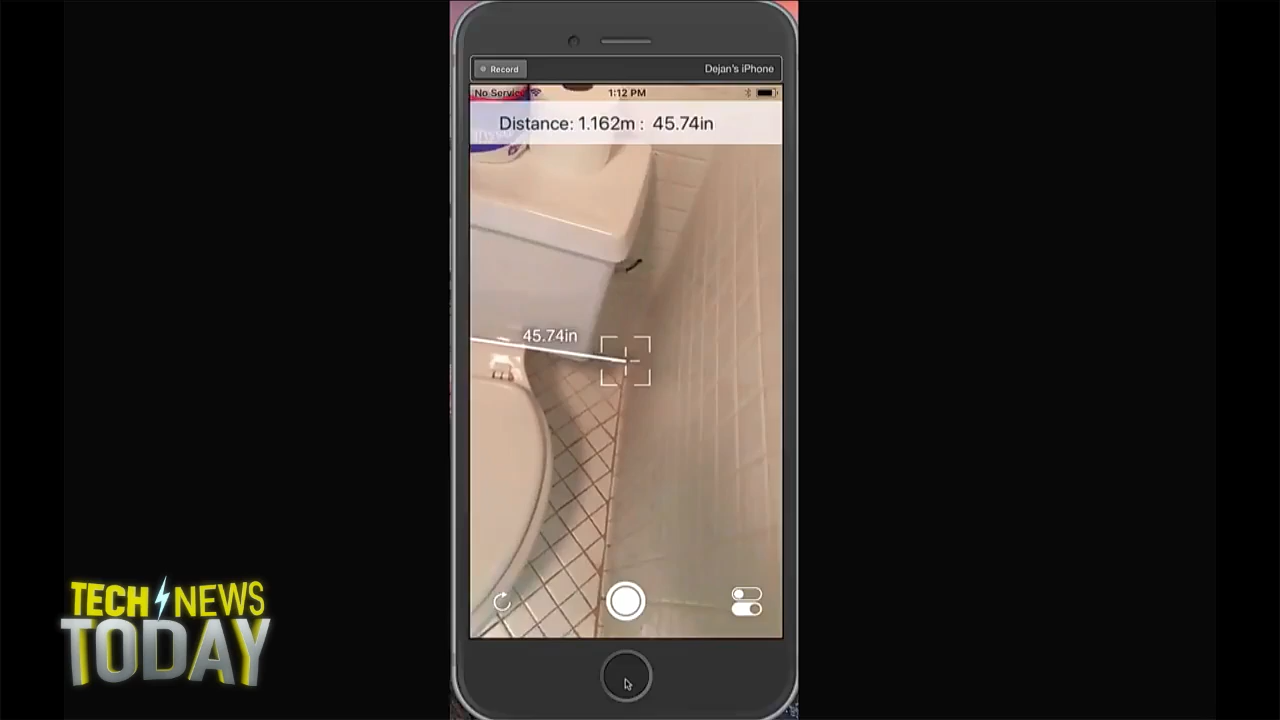 Record
Dejan's iPhone
No Service
1:12 PM
Distance: 1.162m : 45.74in
45.74in
TECH NEWS
TODAY